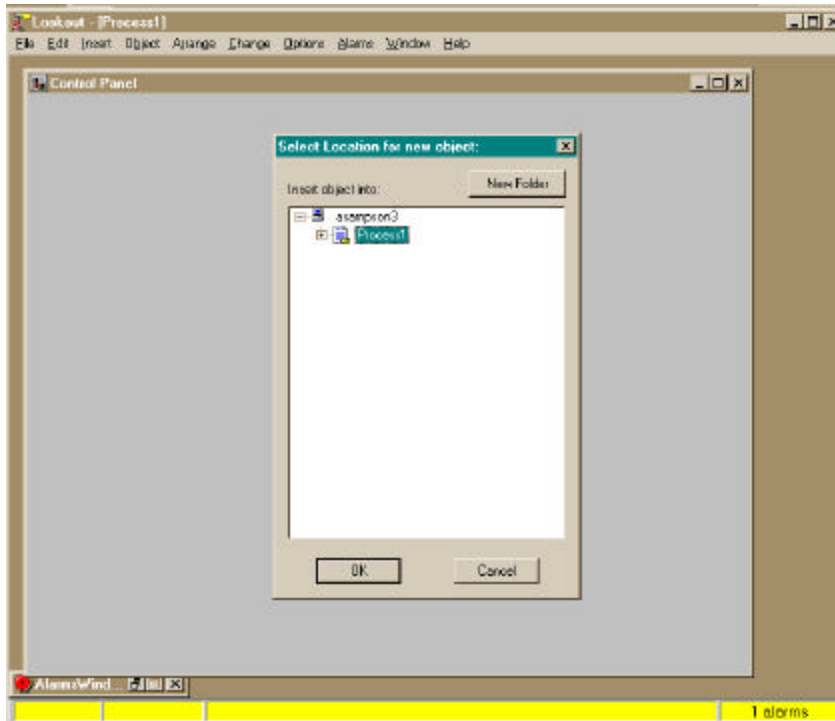 Lookout - [Process1]
File Edit Insert Object Arrange Change Options Alarms Window Help
Control Panel
Select Location for new object:
Insert object into:
New Folder
asampson3
Process1
OK Cancel
AlarmsWind...
1 alarms